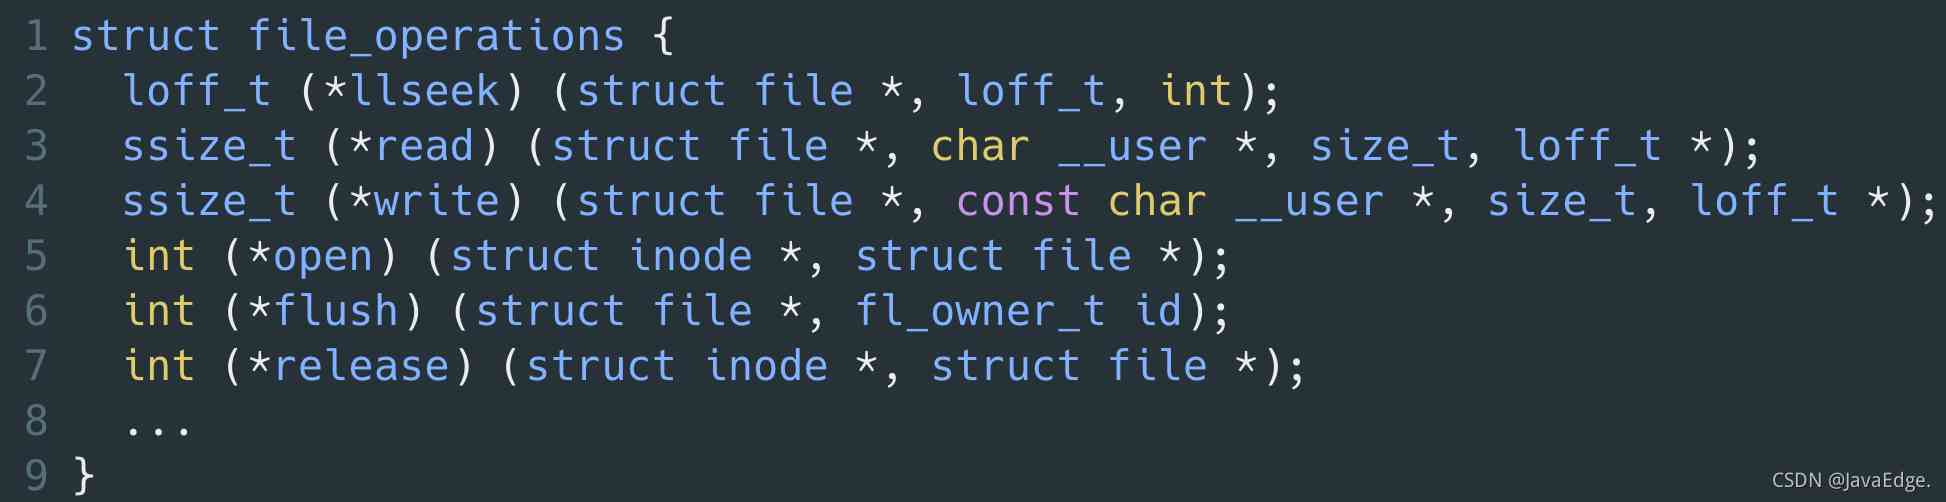 1 struct file_operations {
2   loff_t (*llseek) (struct file *, loff_t, int);
3   ssize_t (*read) (struct file *, char __user *, size_t, loff_t *);
4   ssize_t (*write) (struct file *, const char __user *, size_t, loff_t *);
5   int (*open) (struct inode *, struct file *);
6   int (*flush) (struct file *, fl_owner_t id);
7   int (*release) (struct inode *, struct file *);
8   ...
9 }
CSDN @JavaEdge.